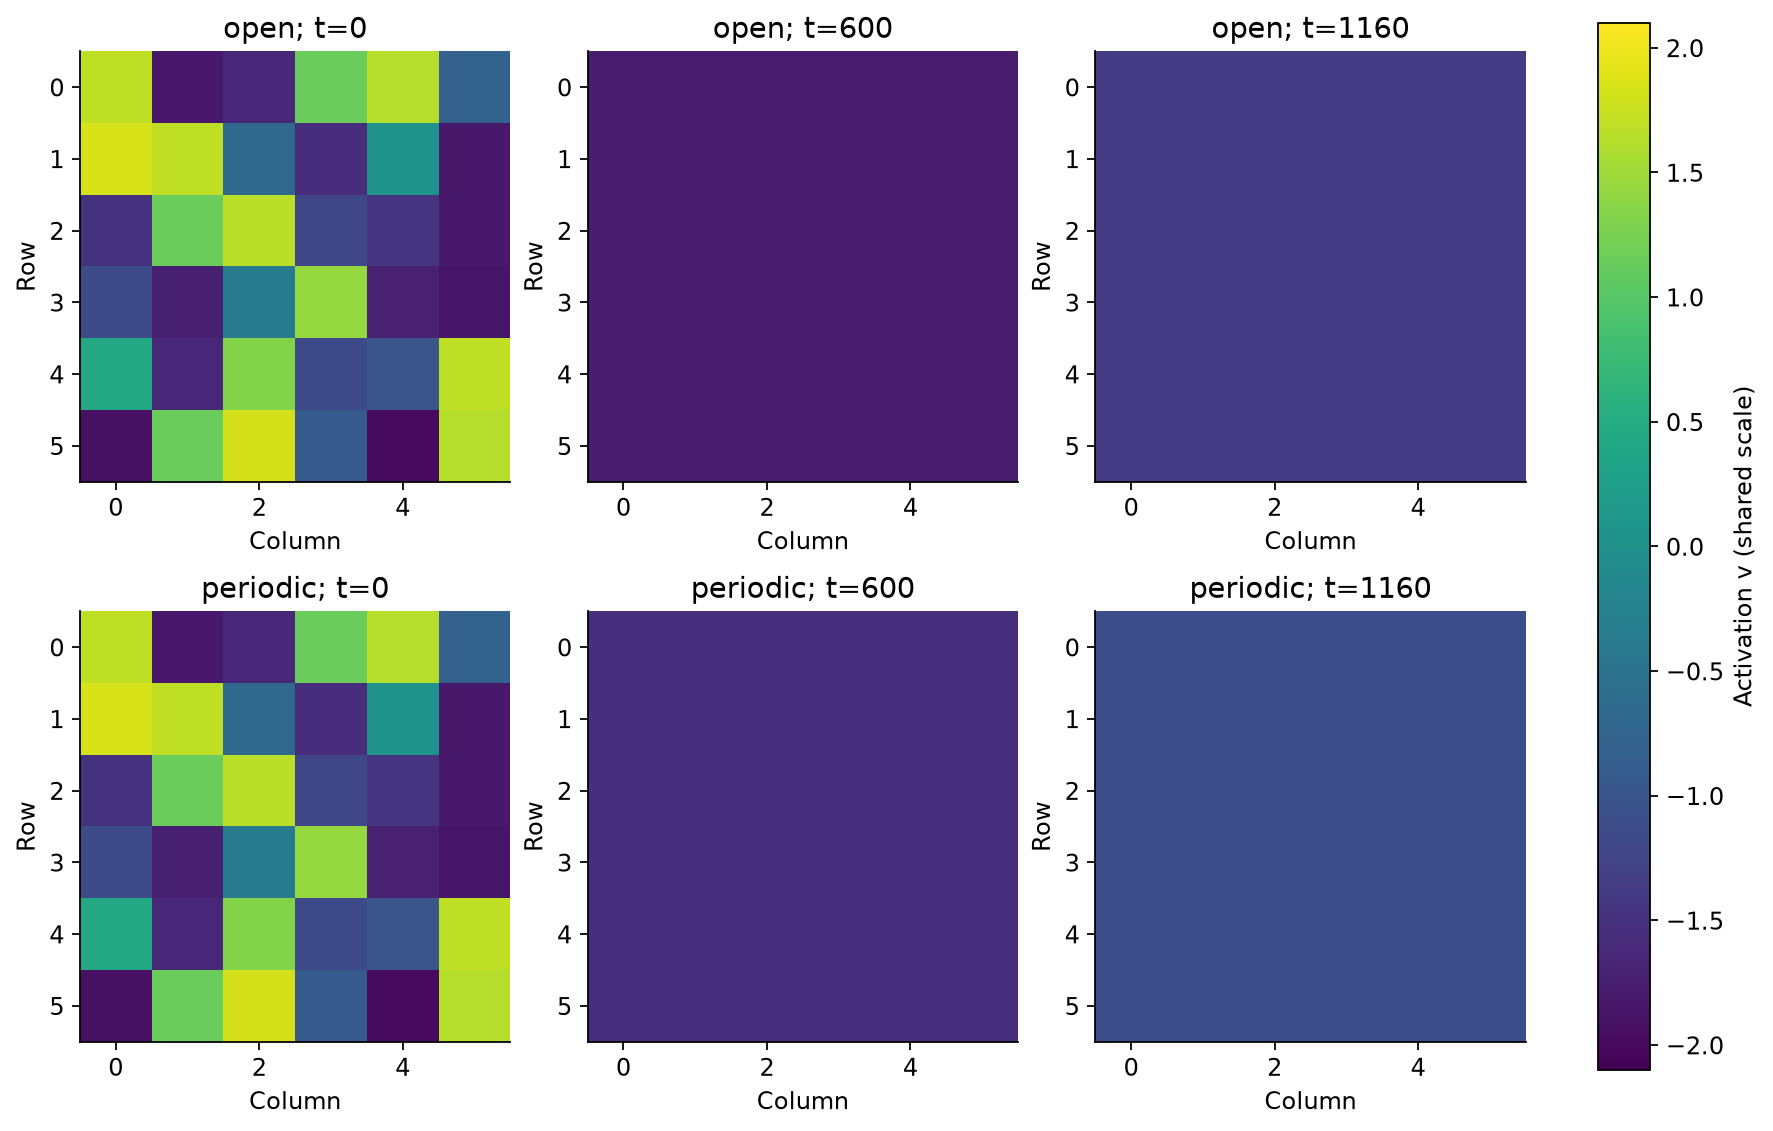 open; t=0
open; t=600
open; t=1160
0
1
2
3
4
5
Row
0 2 4
Column
0
1
2
3
4
5
Row
0 2 4
Column
0
1
2
3
4
5
Row
0 2 4
Column
periodic; t=0
periodic; t=600
periodic; t=1160
0
1
2
3
4
5
Row
0 2 4
Column
0
1
2
3
4
5
Row
0 2 4
Column
0
1
2
3
4
5
Row
0 2 4
Column
2.0
1.5
1.0
0.5
0.0
−0.5
−1.0
−1.5
−2.0
Activation v (shared scale)